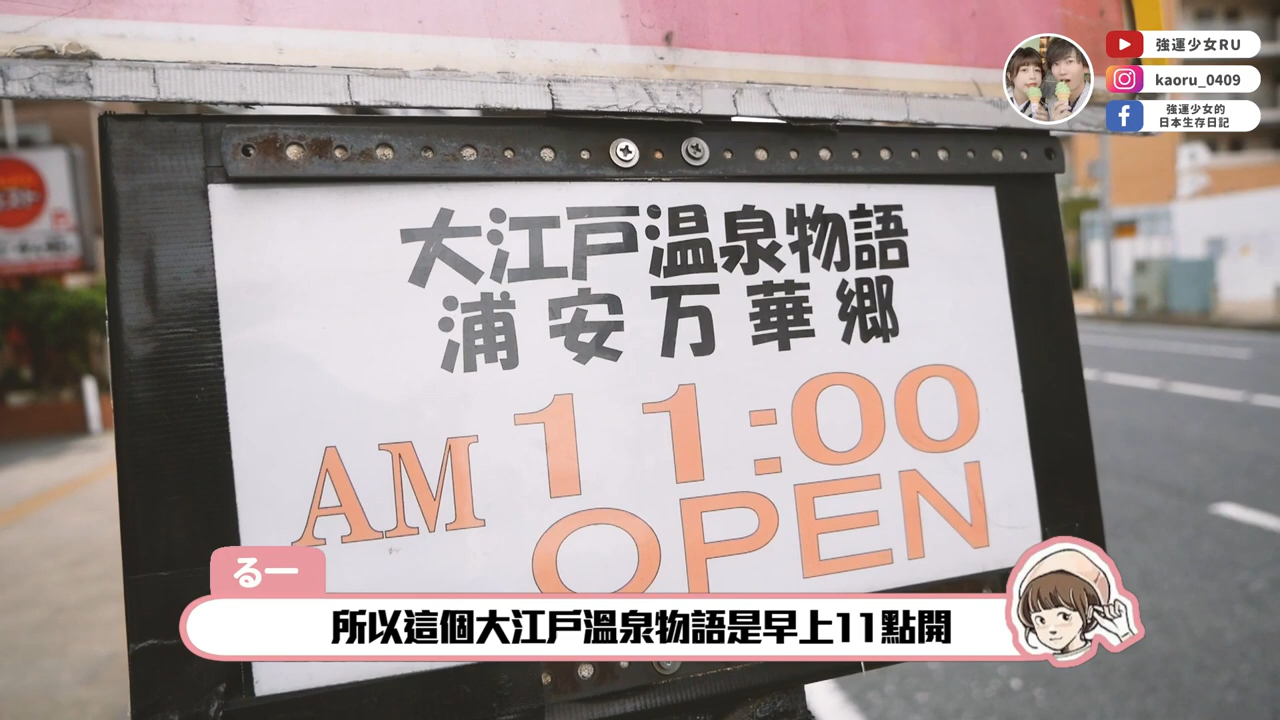 強運少女RU
kaoru_0409
強運少女的
日本生存日記
大江戸温泉物語
浦安万華郷
AM 11:00
OPEN
るー
所以這個大江戶溫泉物語是早上11點開